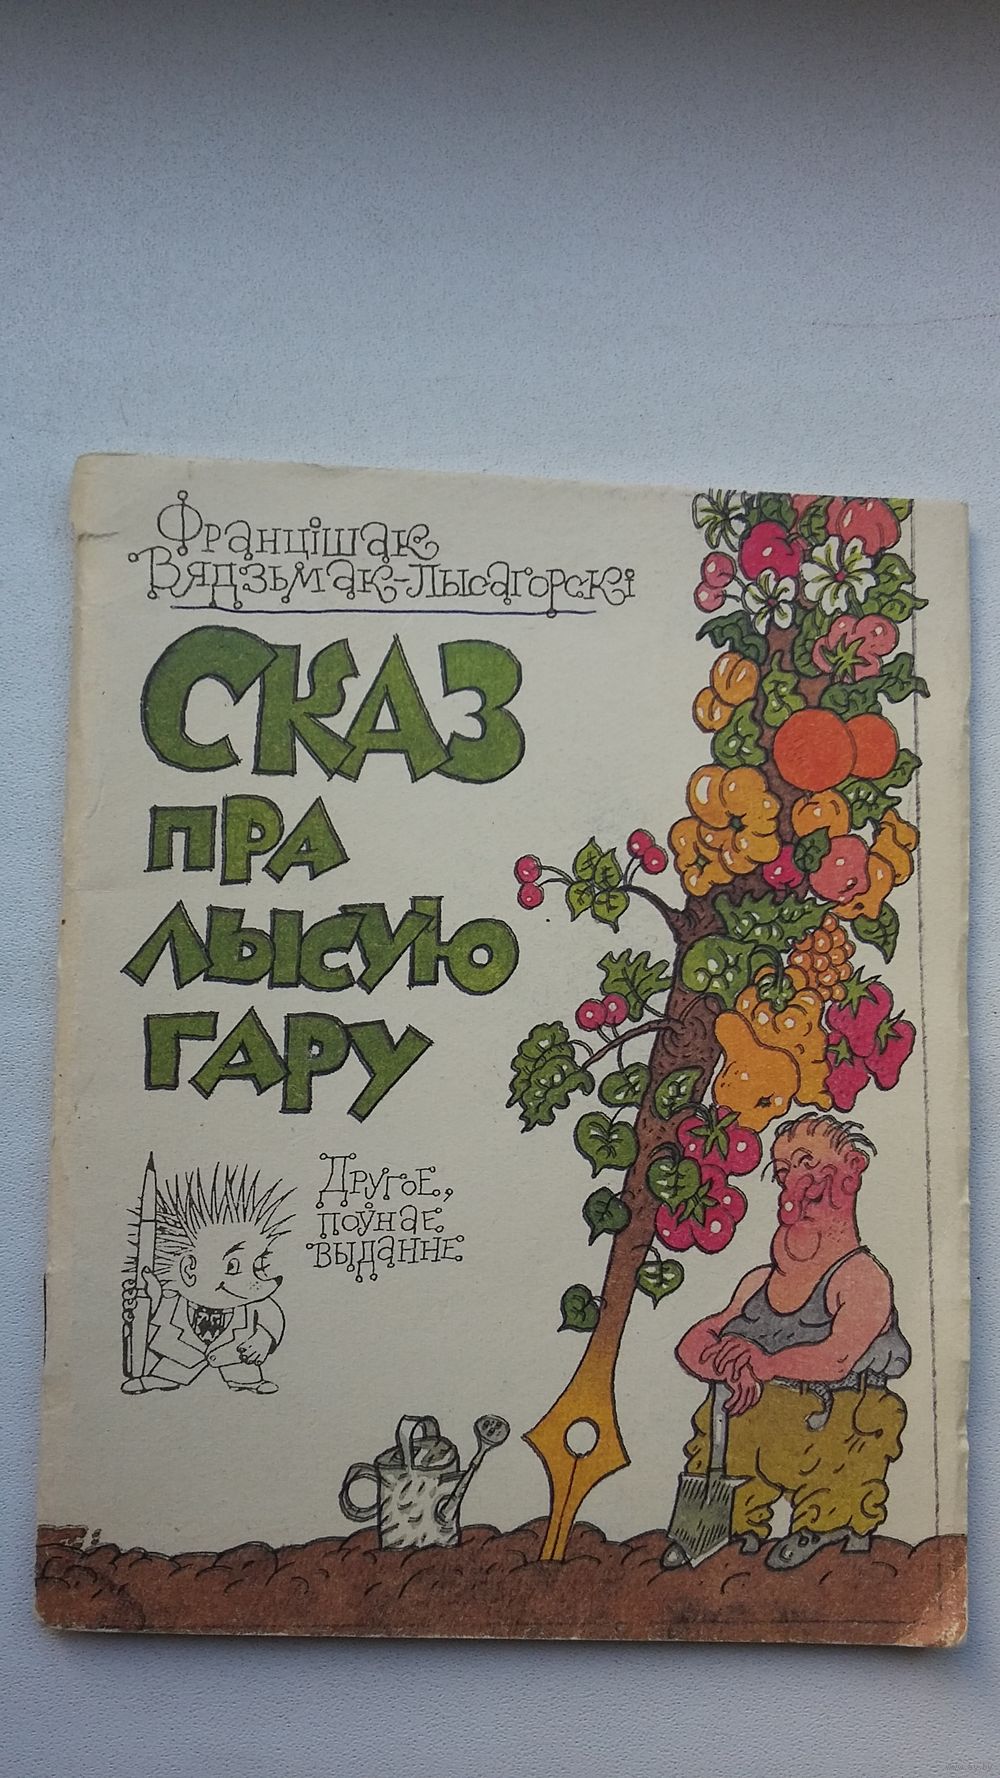 Францішак
Вядзьмак-Лысагорскі
Сказ
пра
Лысую
гару
Другое,
поўнае
выданне